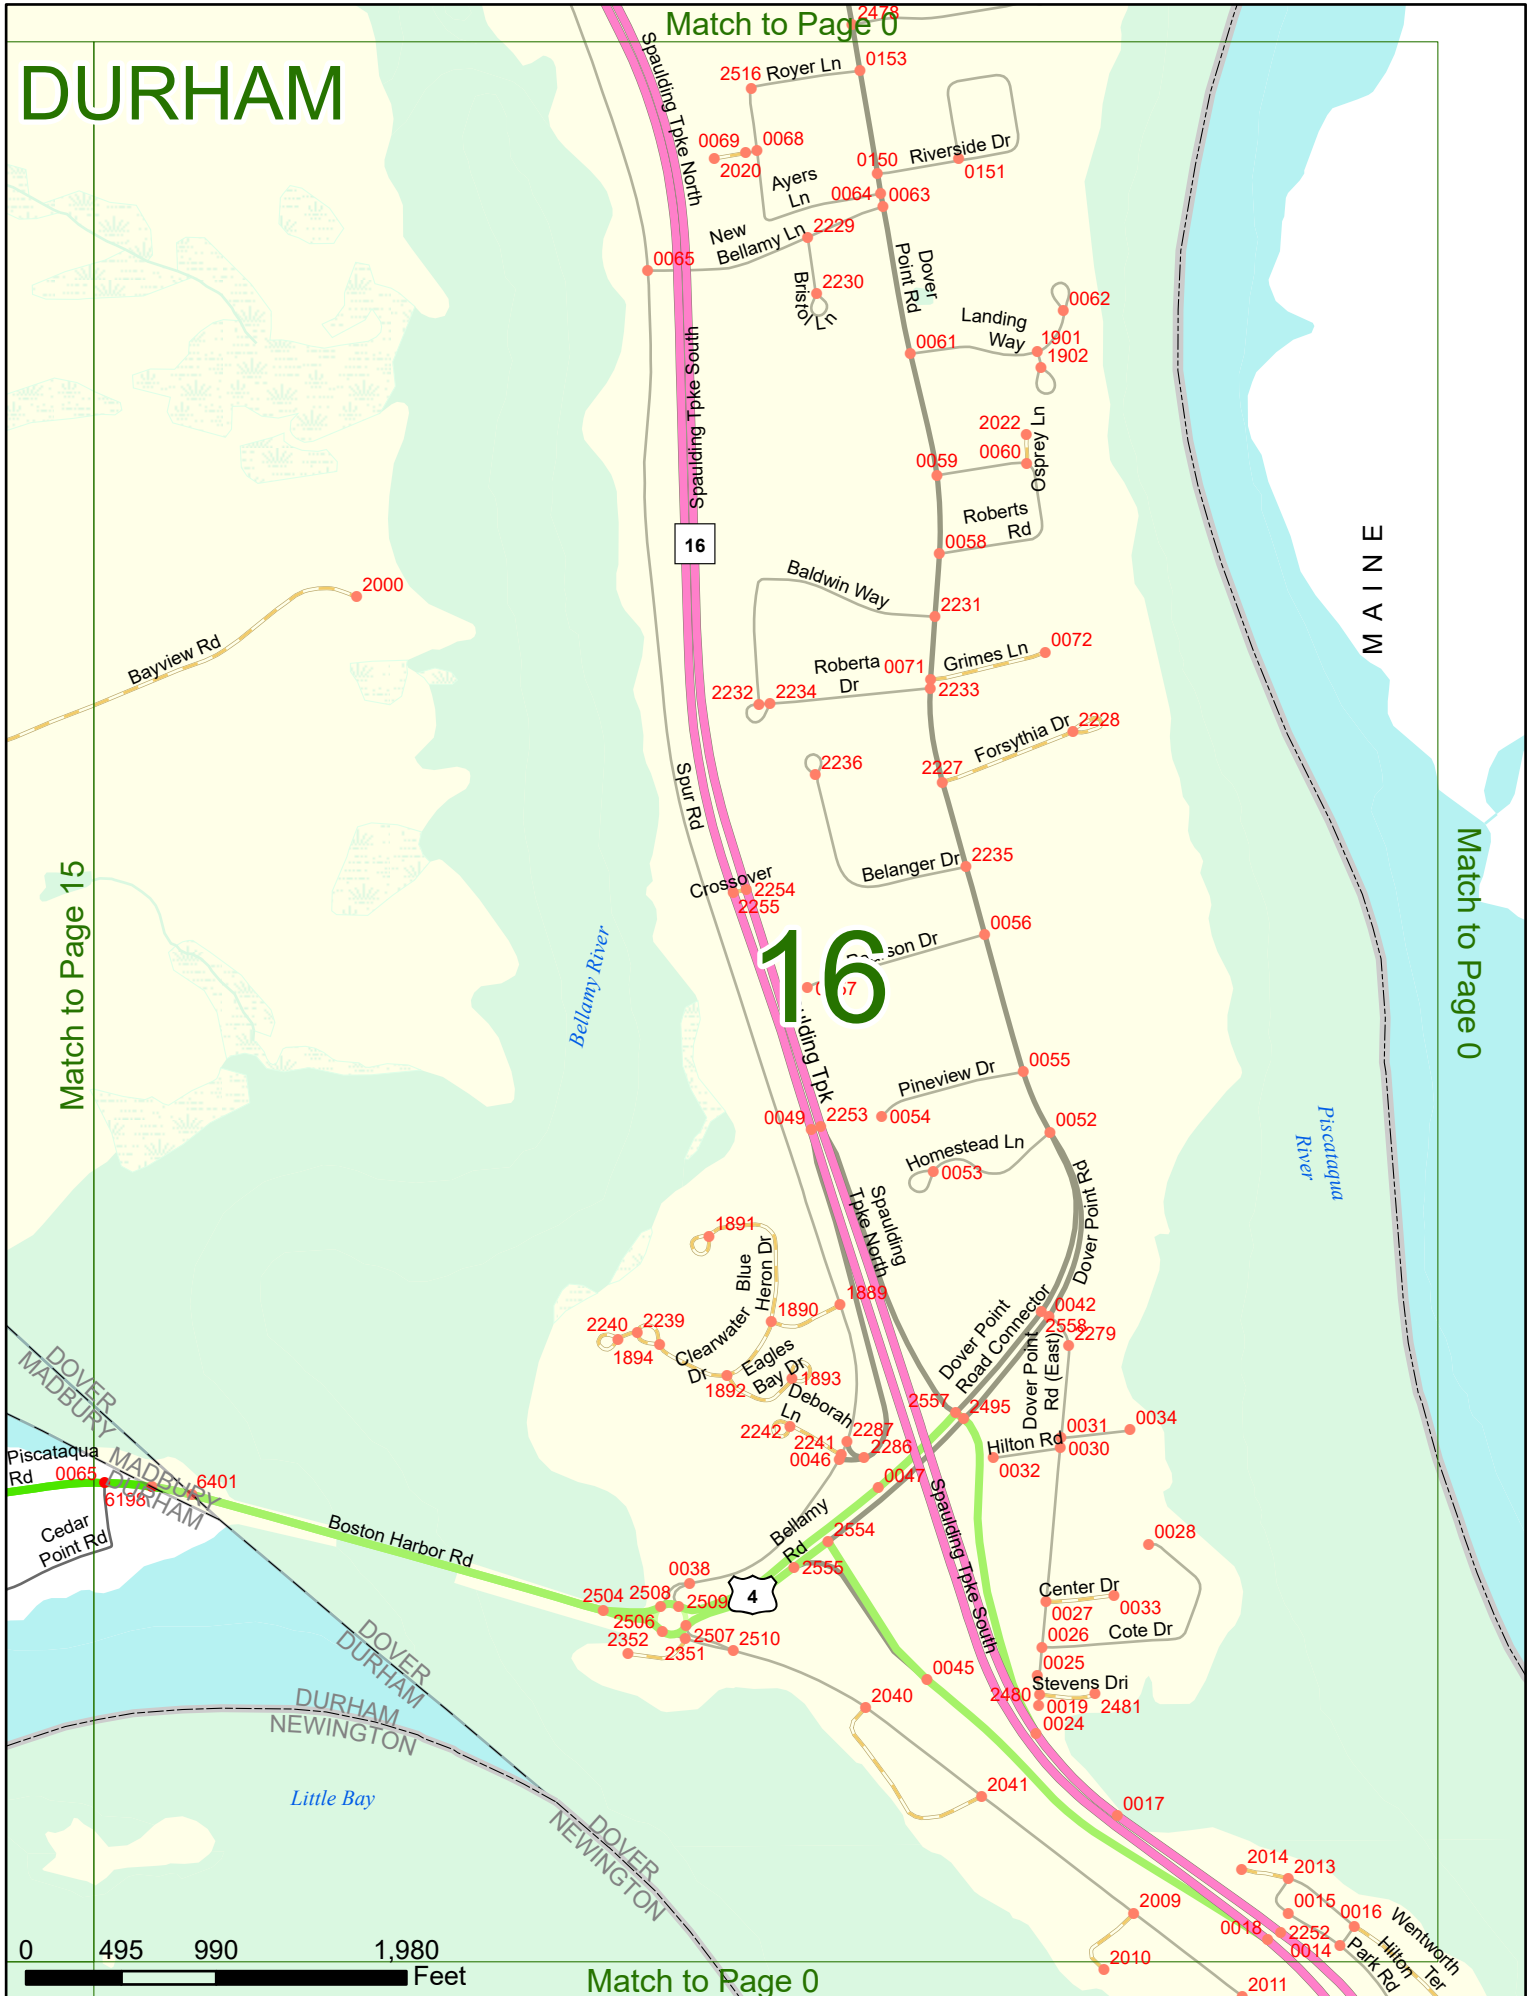 Match to Page 0
2478
DURHAM
Spaulding Tpke North
2516
Royer Ln
0153
0069
0068
2020
0150
Riverside Dr
0151
Ayers
Ln
0064
0063
New
Bellamy Ln
2229
0065
Dover
Point Rd
Bristol Ln
2230
0062
Landing
Way
1901
1902
0061
Spaulding Tpke South
2022
0060
Osprey Ln
0059
Roberts
Rd
0058
16
MAINE
2000
Bayview Rd
Baldwin Way
2231
0072
Grimes Ln
Roberta
Dr
0071
2233
2232
2234
Forsythia Dr
2228
2227
2236
Spur Rd
Belanger Dr
2235
Crossover
2254
2255
Match to Page 15
Match to Page 0
16
0056
son Dr
Bellamy River
lding Tpk
0055
Pineview Dr
0054
0049
2253
0052
Homestead Ln
0053
Piscataqua
River
Spaulding
Tpke North
Dover Point Rd
1891
Blue
Heron Dr
1889
1890
Dover Point
Road Connector
0042
2558
2279
2240
2239
1894
Clearwater
Dr
Eagles
Bay Dr
1892
1893
Dover Point
Rd (East)
Deborah
Ln
2242
2241
2287
2286
0046
2557
2495
0031
0034
Hilton Rd
0030
0032
DOVER
MADBURY
Piscataqua
Rd
0065
6198
MADBURY
DURHAM
6401
Cedar
Point Rd
Boston Harbor Rd
0047
Bellamy
Rd
2554
2555
Spaulding Tpke South
0028
0038
4
2504
2508
2509
2506
2507
2352
2351
2510
Center Dr
0027
0033
0026
Cote Dr
0025
Stevens Dri
2480
0019
2481
0024
0045
2040
DOVER
DURHAM
DURHAM
NEWINGTON
Little Bay
2041
0017
DOVER
NEWINGTON
2014
2013
0015
0016
2009
0018
2252
0014
Wentworth
Hilton
Ter
Park Rd
2010
2011
0
495
990
1,980
Feet
Match to Page 0